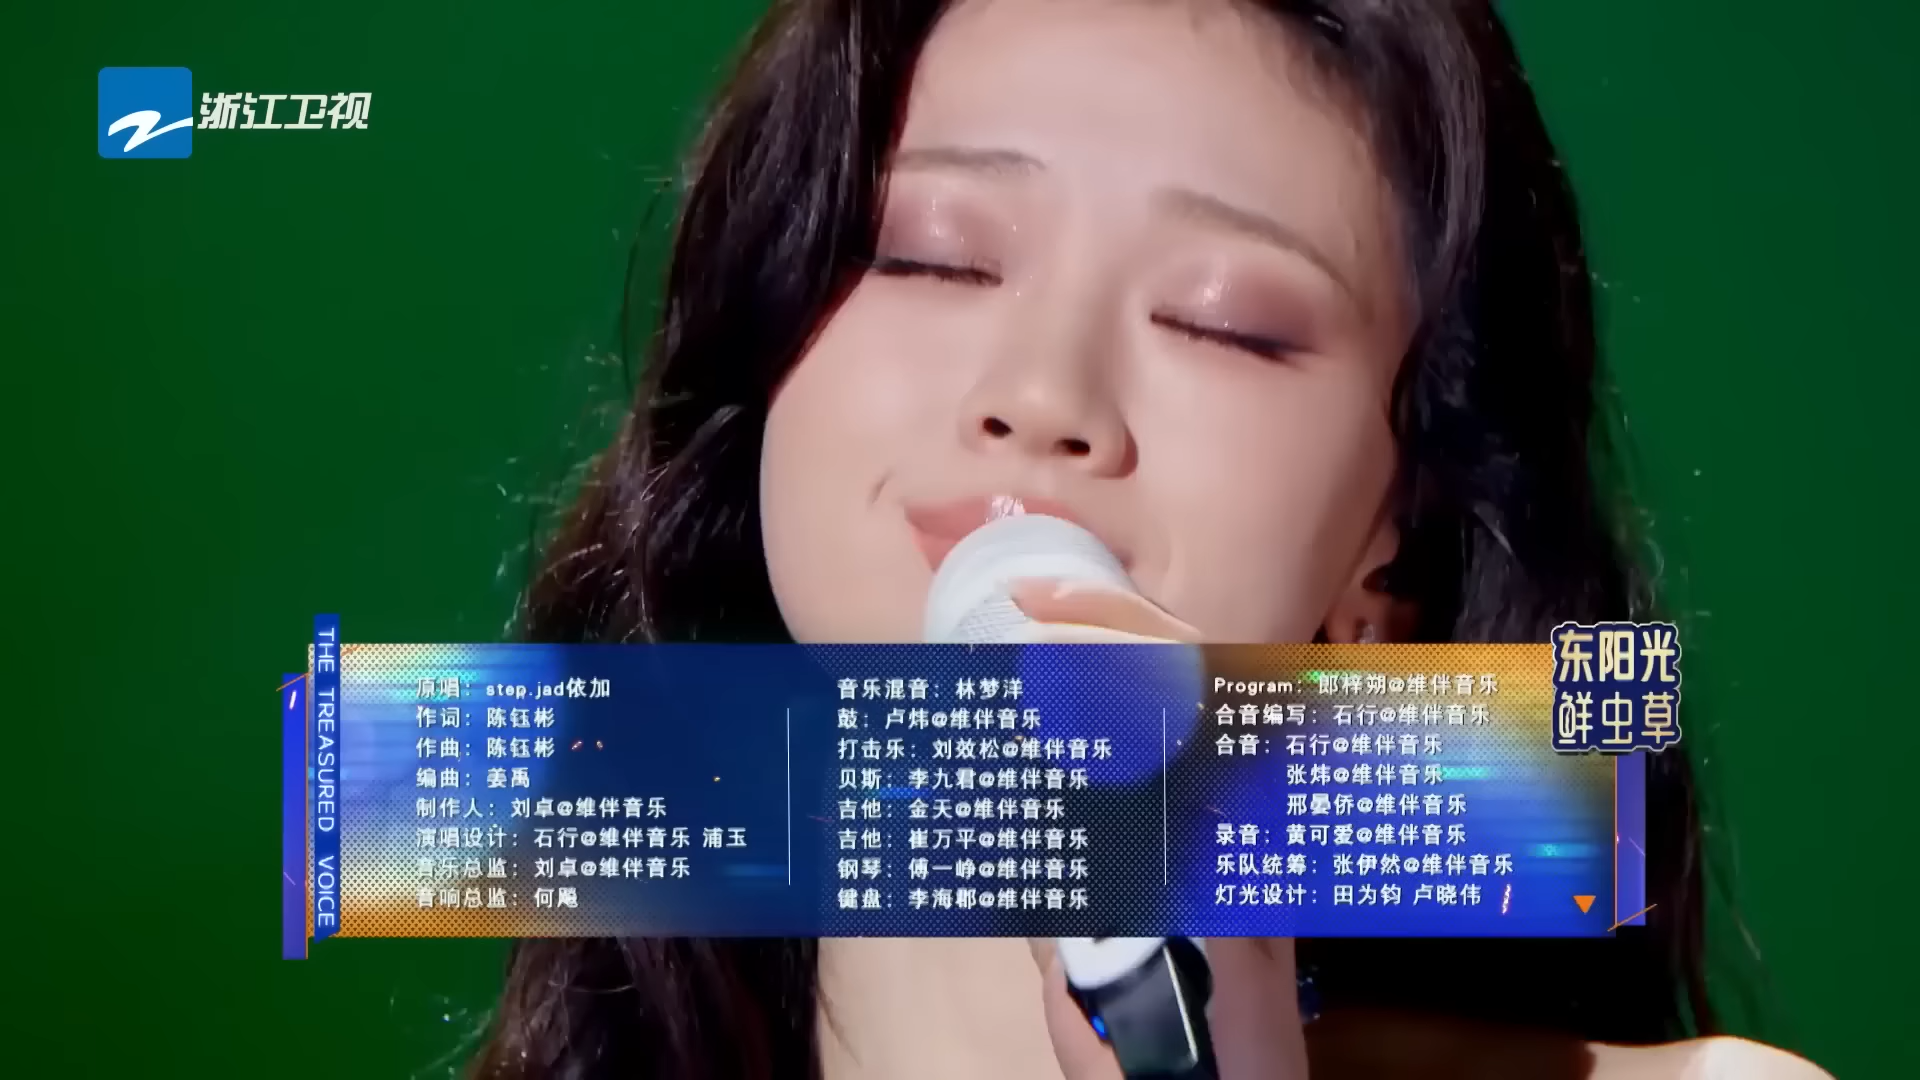 浙江卫视
THE TREASURED VOICE
原唱：step.jad依加
作词：陈钰彬
作曲：陈钰彬
编曲：姜禹
制作人：刘卓@维伴音乐
演唱设计：石行@维伴音乐 浦玉
音乐总监：刘卓@维伴音乐
音响总监：何飚
音乐混音：林梦洋
鼓：卢炜@维伴音乐
打击乐：刘效松@维伴音乐
贝斯：李九君@维伴音乐
吉他：金天@维伴音乐
吉他：崔万平@维伴音乐
钢琴：傅一峥@维伴音乐
键盘：李海郡@维伴音乐
Program：郎梓朔@维伴音乐
合音编写：石行@维伴音乐
合音：石行@维伴音乐
张炜@维伴音乐
邢晏侨@维伴音乐
录音：黄可爱@维伴音乐
乐队统筹：张伊然@维伴音乐
灯光设计：田为钧 卢晓伟
东阳光
鲜虫草